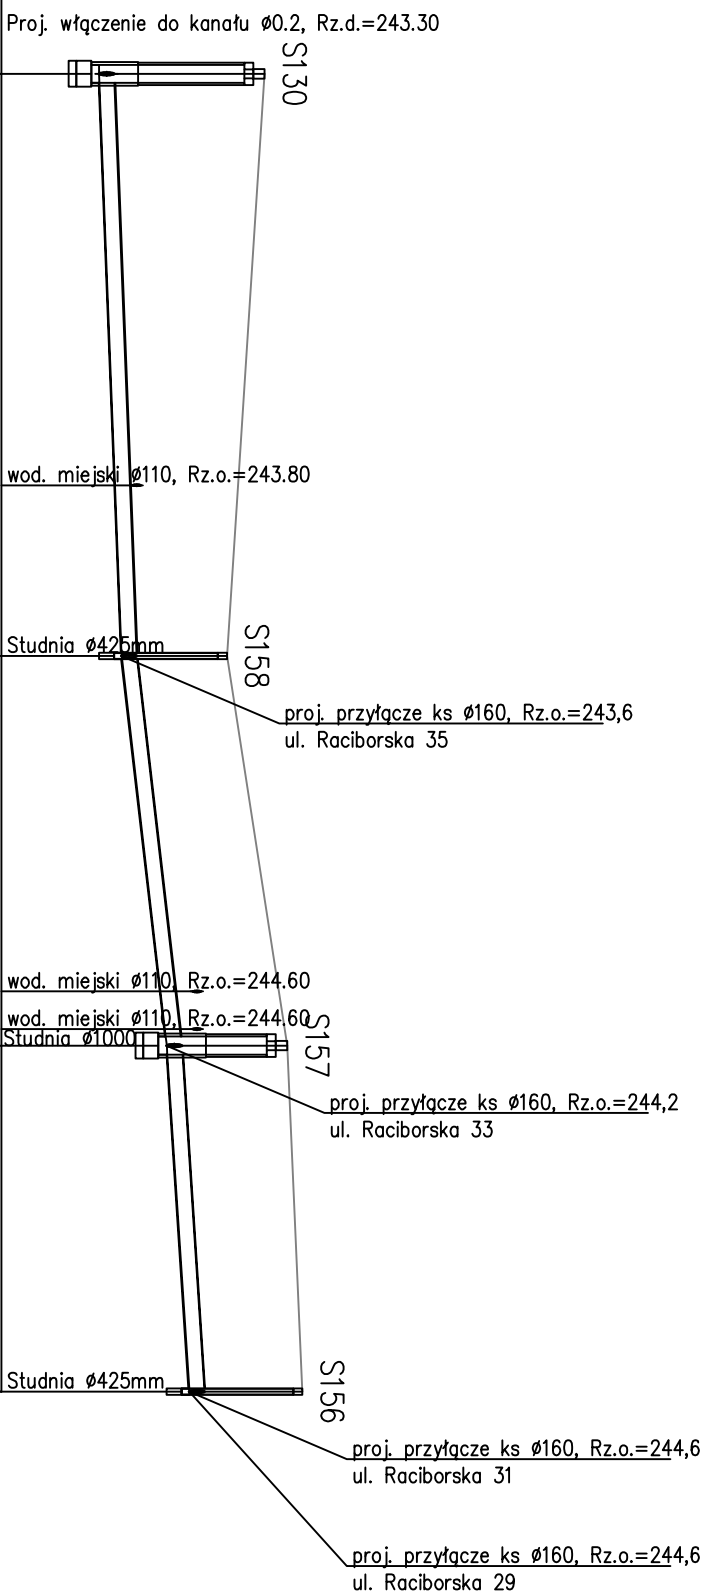 Proj. włączenie do kanału ø0.2, Rz.d.=243.30
S130
wod. miejski ø110, Rz.o.=243.80
Studnia ø425mm
S158
proj. przyłącze ks ø160, Rz.o.=243,6
ul. Raciborska 35
wod. miejski ø110, Rz.o.=244.60
wod. miejski ø110, Rz.o.=244.60
Studnia ø1000
S157
proj. przyłącze ks ø160, Rz.o.=244,2
ul. Raciborska 33
Studnia ø425mm
S156
proj. przyłącze ks ø160, Rz.o.=244,6
ul. Raciborska 31
proj. przyłącze ks ø160, Rz.o.=244,6
ul. Raciborska 29